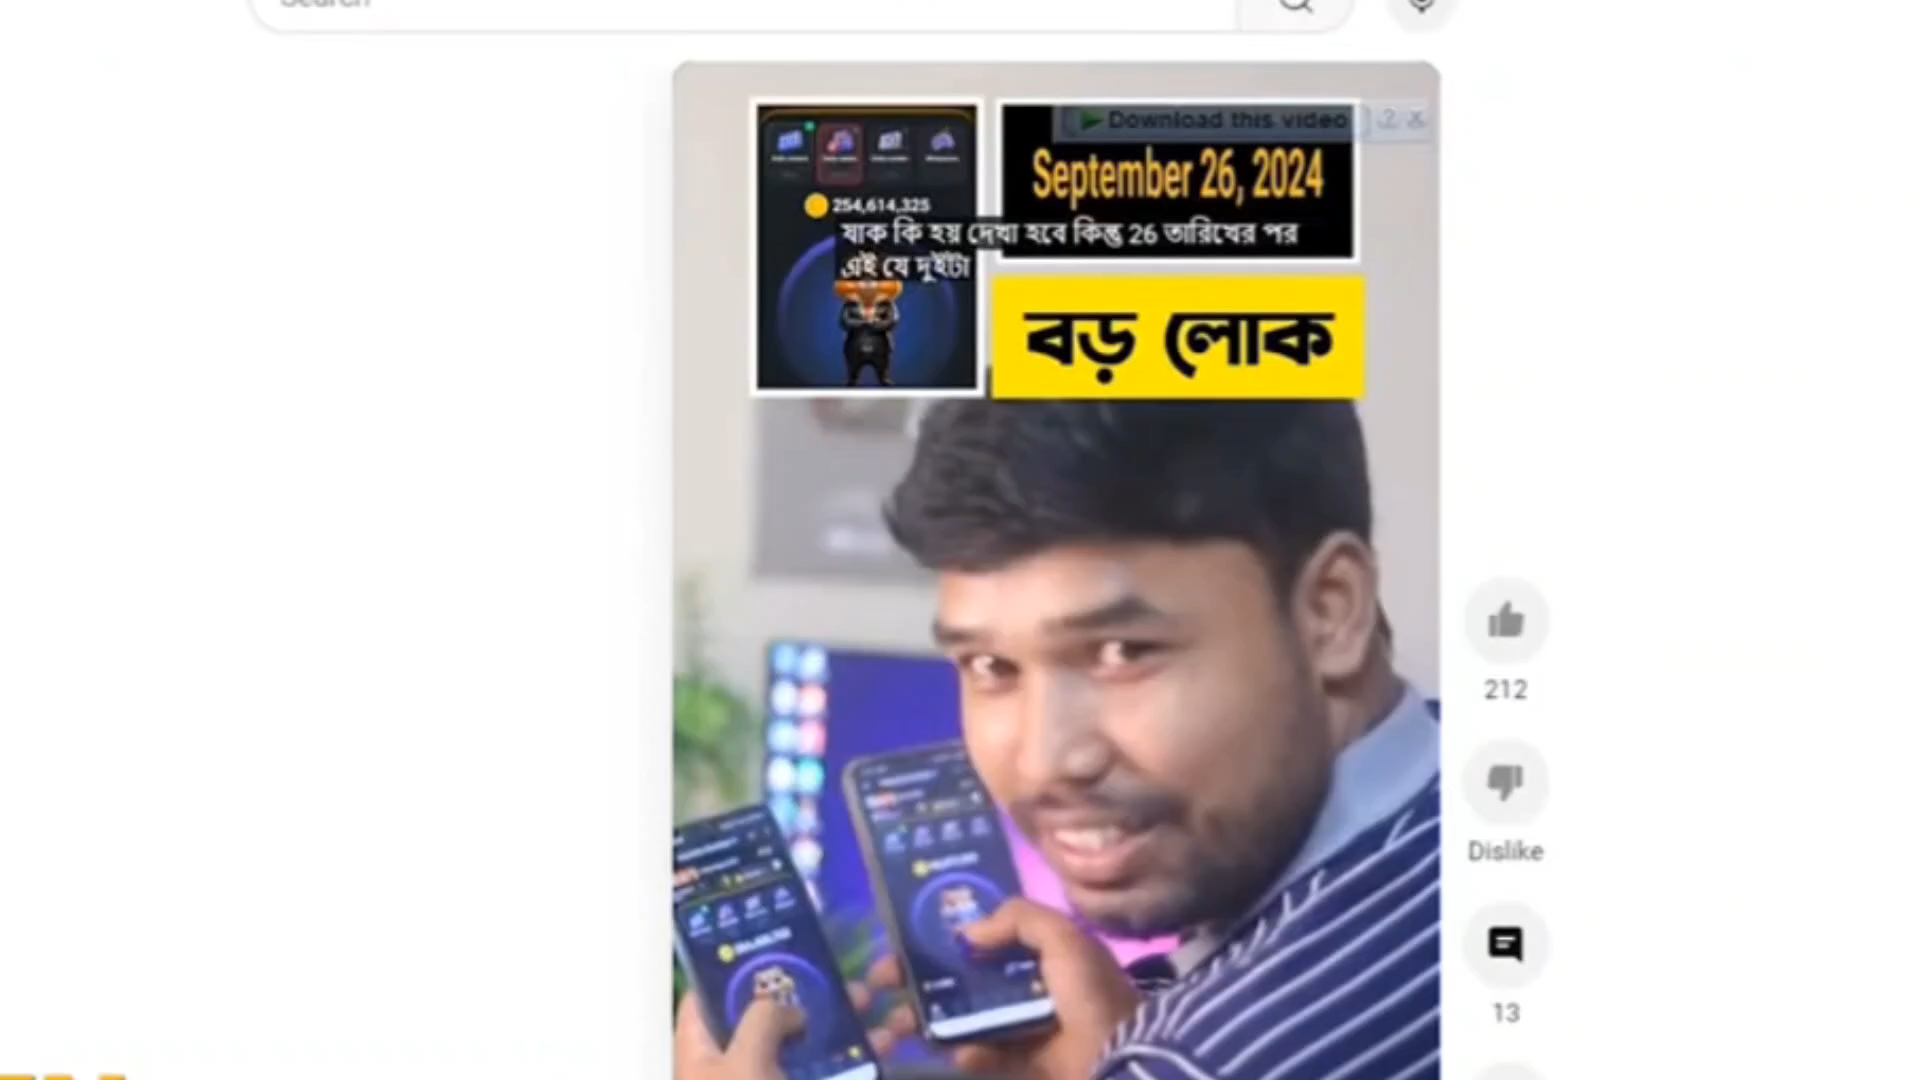 Search
Download this video
September 26, 2024
254,614,325
যাক কি হয় দেখা হবে কিন্তু 26 তারিখের পর
এই যে দুইটা
বড় লোক
212
Dislike
13